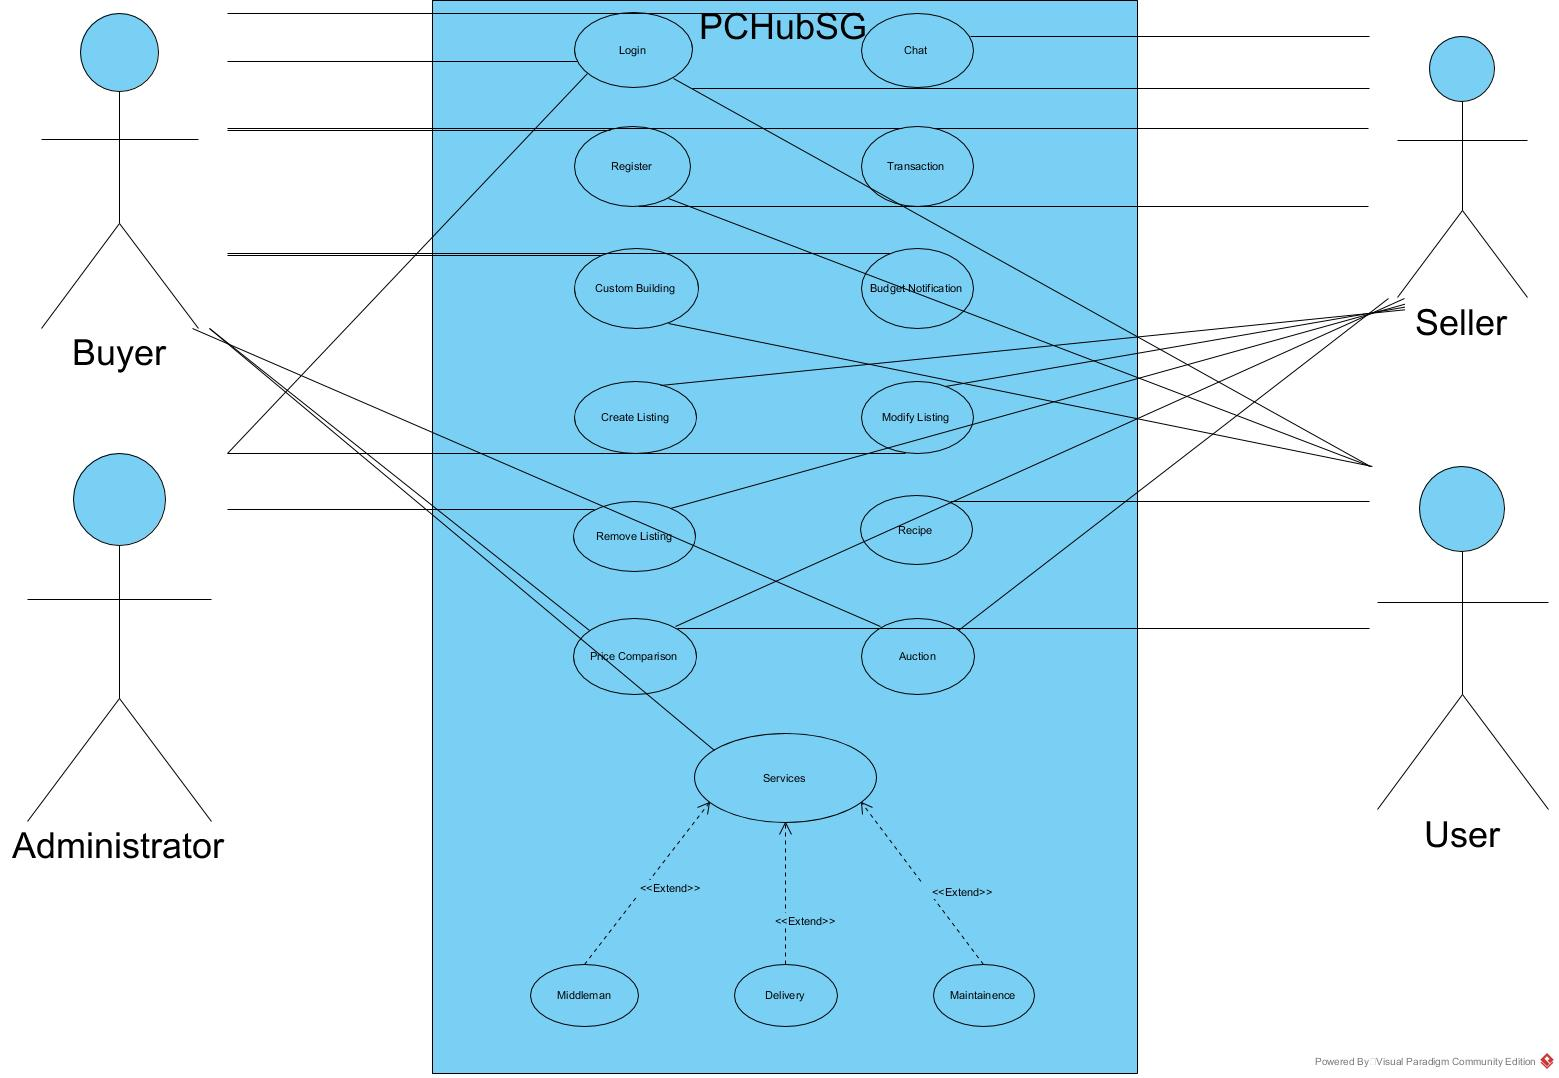 PCHubSG
Login
Chat
Register
Transaction
Custom Building
Budget Notification
Buyer
Seller
Create Listing
Modify Listing
Remove Listing
Recipe
Price Comparison
Auction
Services
Administrator
User
<<Extend>>
<<Extend>>
<<Extend>>
Middleman
Delivery
Maintainence
Powered By Visual Paradigm Community Edition